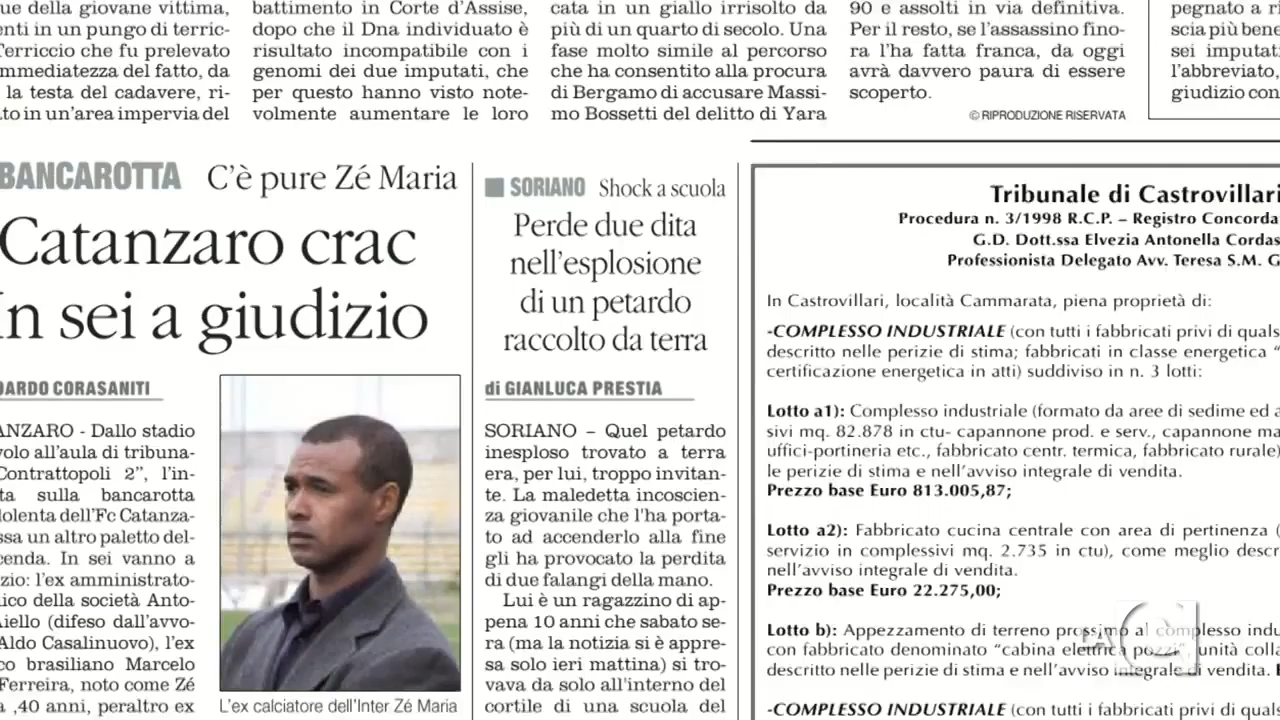 ue della giovane vittima,
enti in un pungo di terric-
Terriccio che fu prelevato
mmediatezza del fatto, da
la testa del cadavere, ri-
to in un'area impervia del
battimento in Corte d'Assise,
dopo che il Dna individuato è
risultato incompatibile con i
genomi dei due imputati, che
per questo hanno visto note-
volmente aumentare le loro
cata in un giallo irrisolto da
più di un quarto di secolo. Una
fase molto simile al percorso
che ha consentito alla procura
di Bergamo di accusare Massi-
mo Bossetti del delitto di Yara
90 e assolti in via definitiva.
Per il resto, se l'assassino fino-
ra l'ha fatta franca, da oggi
avrà davvero paura di essere
scoperto.
© RIPRODUZIONE RISERVATA
pegnato a ri
scia più bene
sei imputati
l'abbreviato,
giudizio con
BANCAROTTA C'è pure Zé Maria
Catanzaro crac
In sei a giudizio
DARDO CORASANITI
ANZARO - Dallo stadio
volo all'aula di tribuna-
Contrattopoli 2", l'in-
ta sulla bancarotta
dolenta dell'Fc Catanza-
ssa un altro paletto del-
cenda. In sei vanno a
zio: l'ex amministrato-
ico della società Anto-
Aiello (difeso dall'avvo-
Aldo Casalinuovo), l'ex
co brasiliano Marcelo
Ferreira, noto come Zé
a ,40 anni, peraltro ex
L'ex calciatore dell'Inter Zé Maria
SORIANO Shock a scuola
Perde due dita
nell'esplosione
di un petardo
raccolto da terra
di GIANLUCA PRESTIA
SORIANO – Quel petardo
inesploso trovato a terra
era, per lui, troppo invitan-
te. La maledetta incoscien-
za giovanile che l'ha porta-
to ad accenderlo alla fine
gli ha provocato la perdita
di due falangi della mano.
Lui è un ragazzino di ap-
pena 10 anni che sabato se-
ra (ma la notizia si è appre-
sa solo ieri mattina) si tro-
vava da solo all'interno del
cortile di una scuola del
Tribunale di Castrovillari
Procedura n. 3/1998 R.C.P. – Registro Concorda
G.D. Dott.ssa Elvezia Antonella Cordas
Professionista Delegato Avv. Teresa S.M. G
In Castrovillari, località Cammarata, piena proprietà di:
-COMPLESSO INDUSTRIALE (con tutti i fabbricati privi di quals
descritto nelle perizie di stima; fabbricati in classe energetica "
certificazione energetica in atti) suddiviso in n. 3 lotti:
Lotto a1): Complesso industriale (formato da aree di sedime ed a
sivi mq. 82.878 in ctu- capannone prod. e serv., capannone ma
uffici-portineria etc., fabbricato centr. termica, fabbricato rurale)
le perizie di stima e nell'avviso integrale di vendita.
Prezzo base Euro 813.005,87;
Lotto a2): Fabbricato cucina centrale con area di pertinenza (
servizio in complessivi mq. 2.735 in ctu), come meglio descr
nell'avviso integrale di vendita.
Prezzo base Euro 22.275,00;
Lotto b): Appezzamento di terreno prossimo al complesso indu
con fabbricato denominato "cabina elettrica pozzi" unità colla
descritto nelle perizie di stima e nell'avviso integrale di vendita.
-COMPLESSO INDUSTRIALE (con tutti i fabbricati privi di quals
LA C